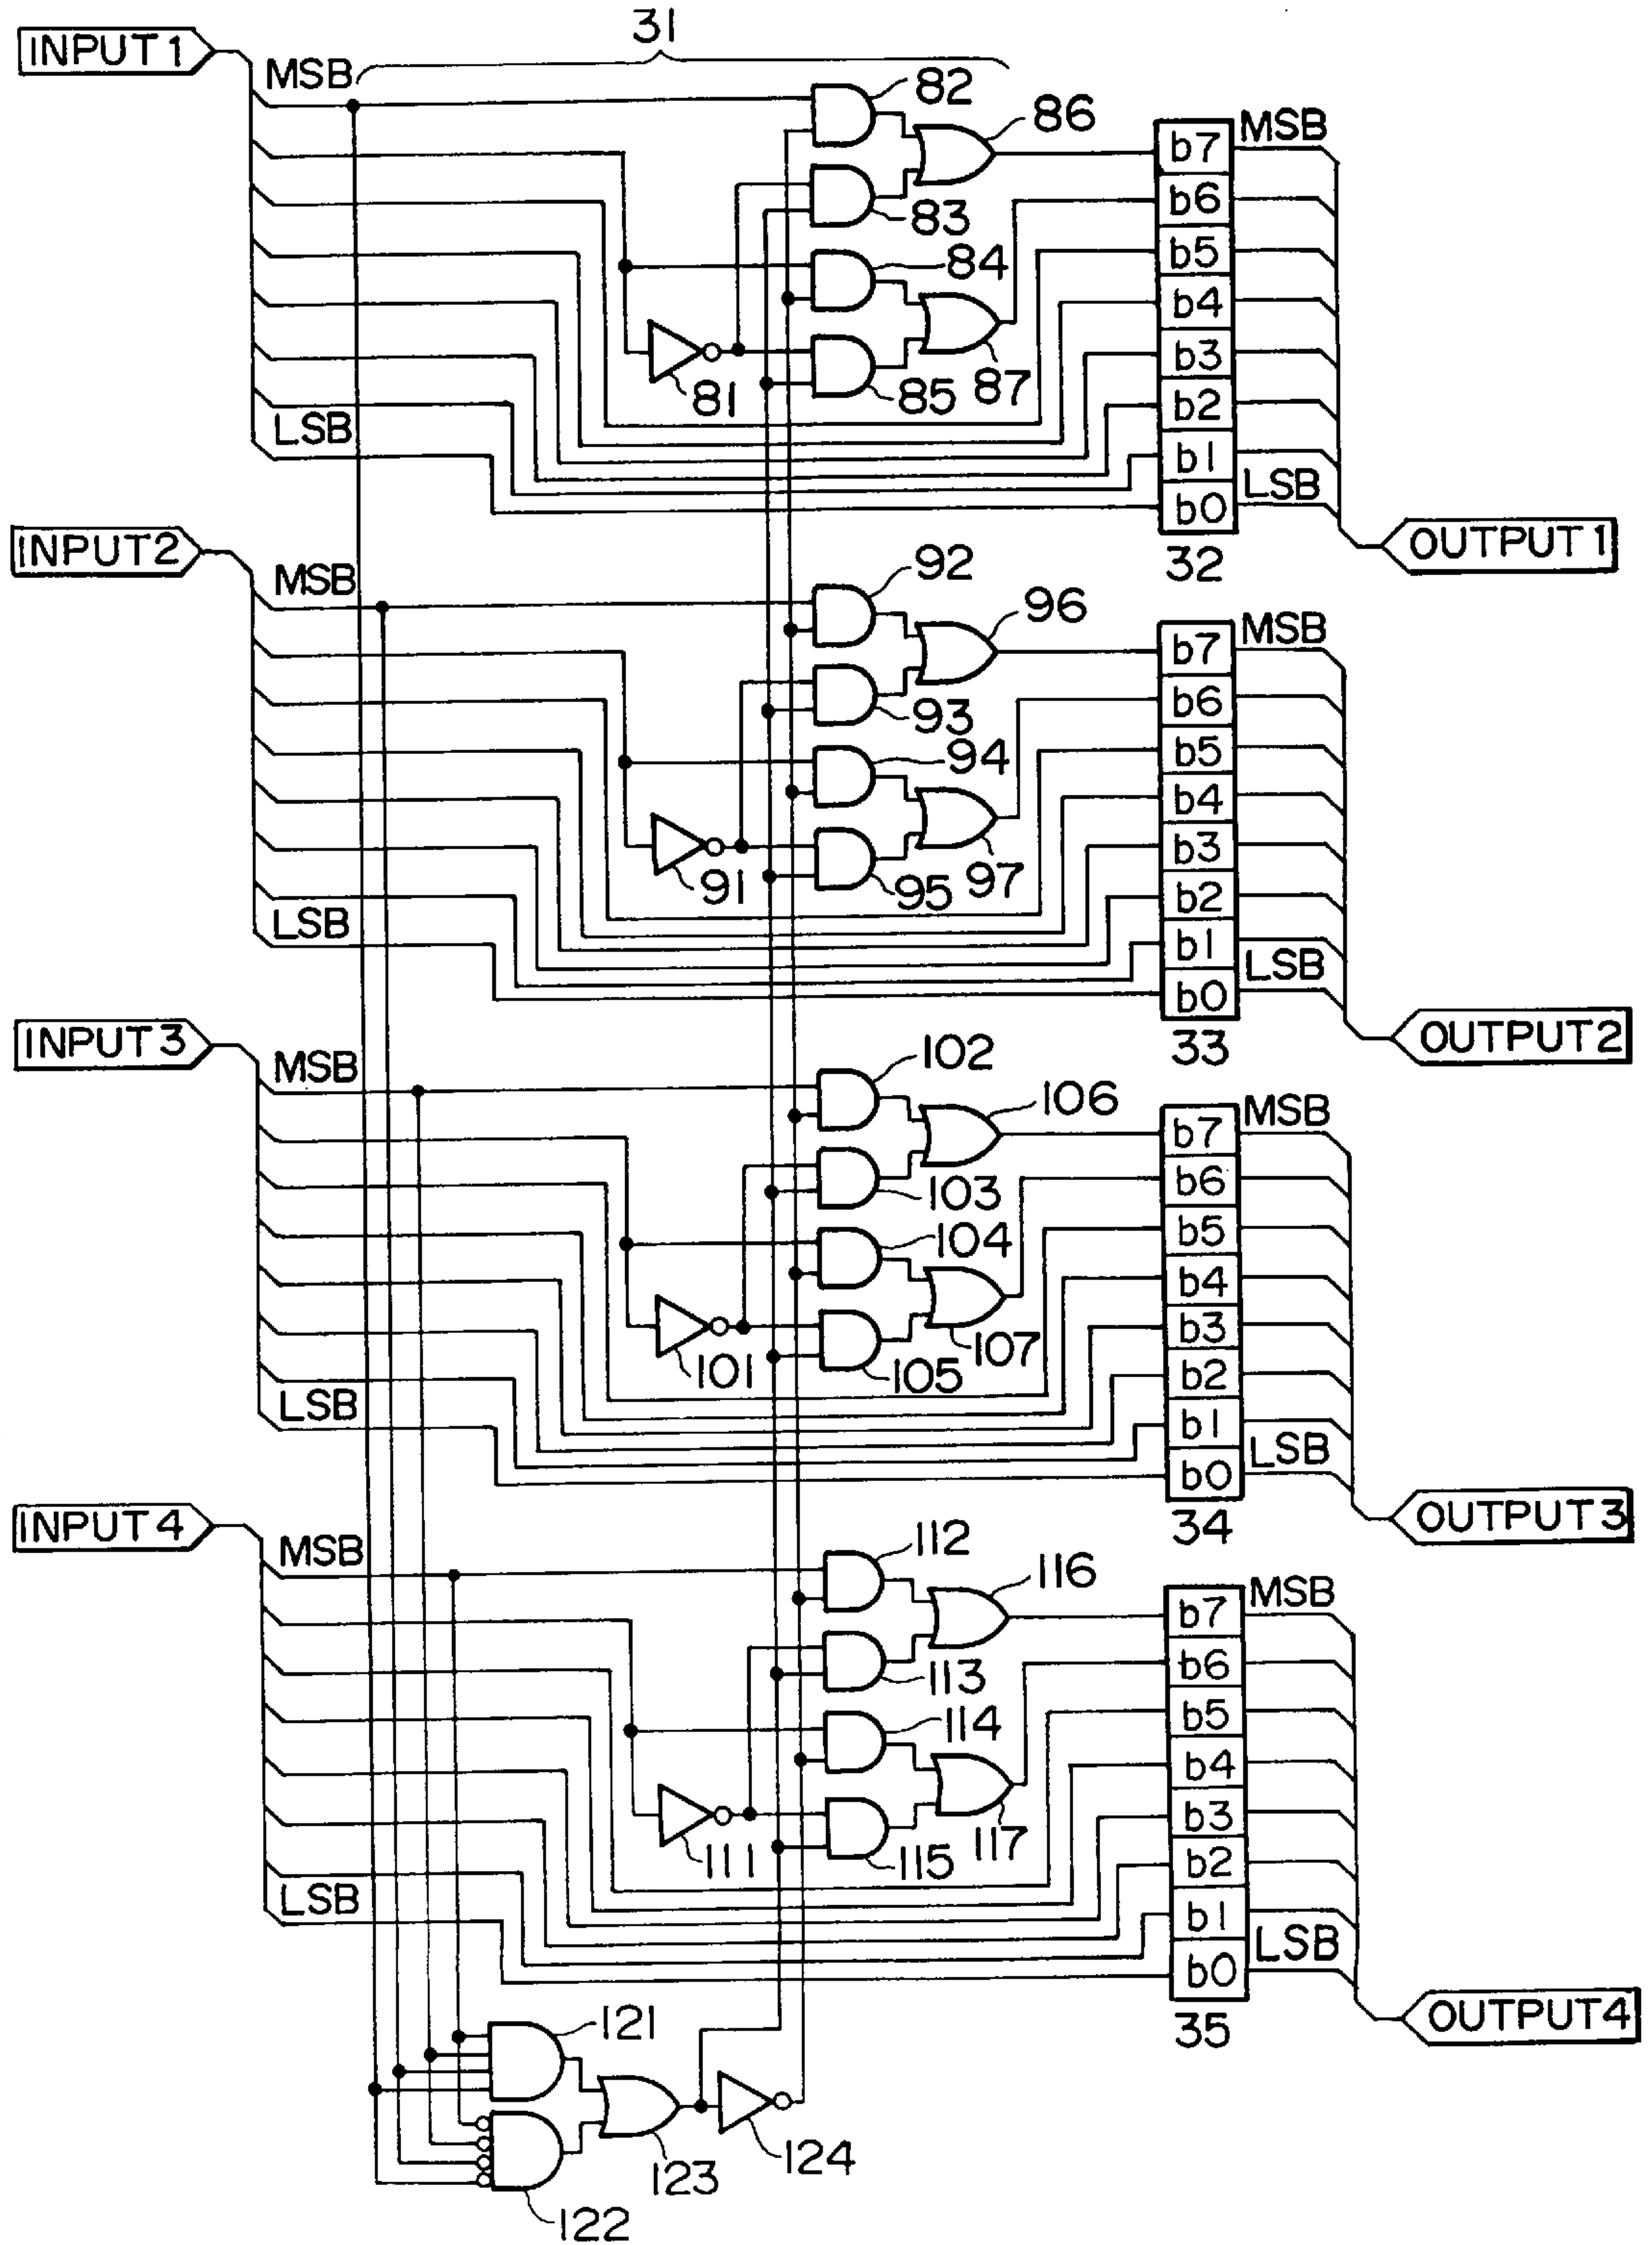 31
INPUT 1
MSB
82
86
83
84
81
85
87
LSB
b7
b6
b5
b4
b3
b2
b1
b0
MSB
LSB
32
OUTPUT 1
INPUT2
MSB
92
96
93
94
91
95
97
LSB
b7
b6
b5
b4
b3
b2
b1
b0
MSB
LSB
33
OUTPUT2
INPUT3
MSB
102
106
103
104
101
105
107
LSB
b7
b6
b5
b4
b3
b2
b1
b0
MSB
LSB
34
OUTPUT3
INPUT4
MSB
112
116
113
114
111
115
117
LSB
b7
b6
b5
b4
b3
b2
b1
b0
MSB
LSB
35
OUTPUT4
121
123
124
122